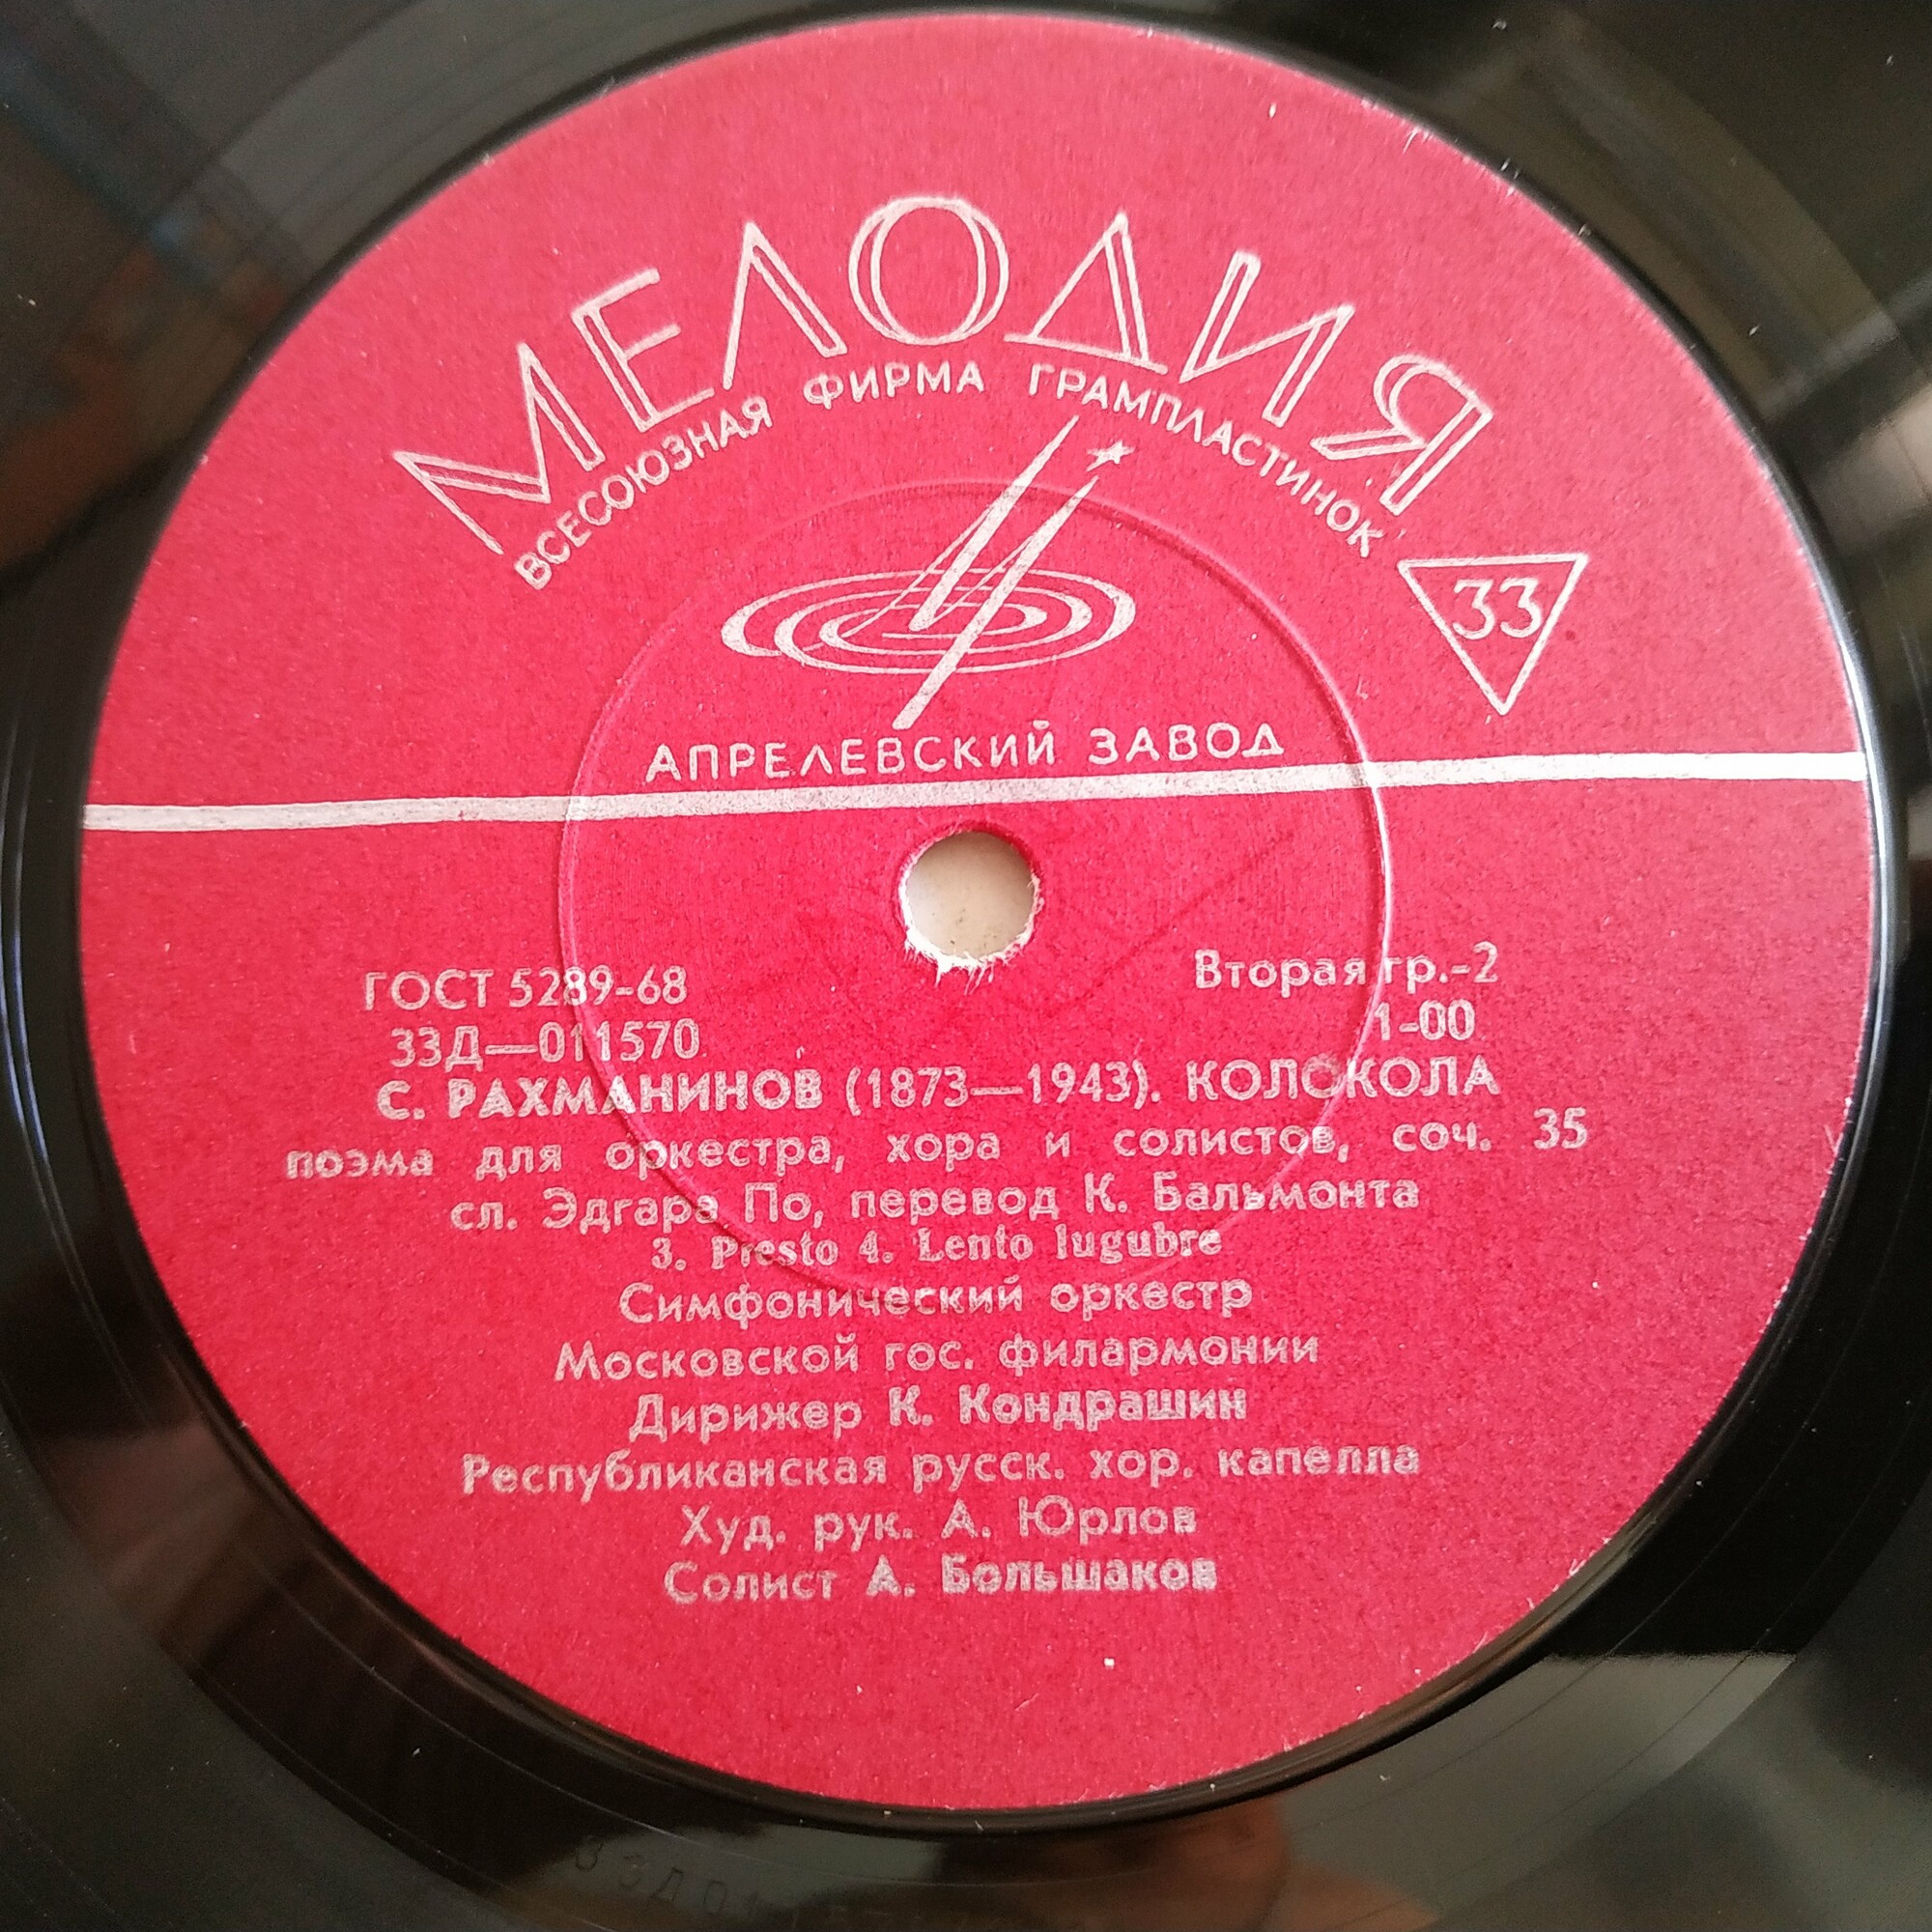 МЕЛОДИЯ
ВСЕСОЮЗНАЯ ФИРМА ГРАМПЛАСТИНОК
33
АПРЕЛЕВСКИЙ ЗАВОД
ГОСТ 5289-68
Вторая гр.-2
33Д—011570
1-00
С. РАХМАНИНОВ (1873—1943). КОЛОКОЛА
поэма для оркестра, хора и солистов, соч. 35
сл. Эдгара По, перевод К. Бальмонта
3. Presto 4. Lento lugubre
Симфонический оркестр
Московской гос. филармонии
Дирижер К. Кондрашин
Республиканская русск. хор. капелла
Худ. рук. А. Юрлов
Солист А. Большаков